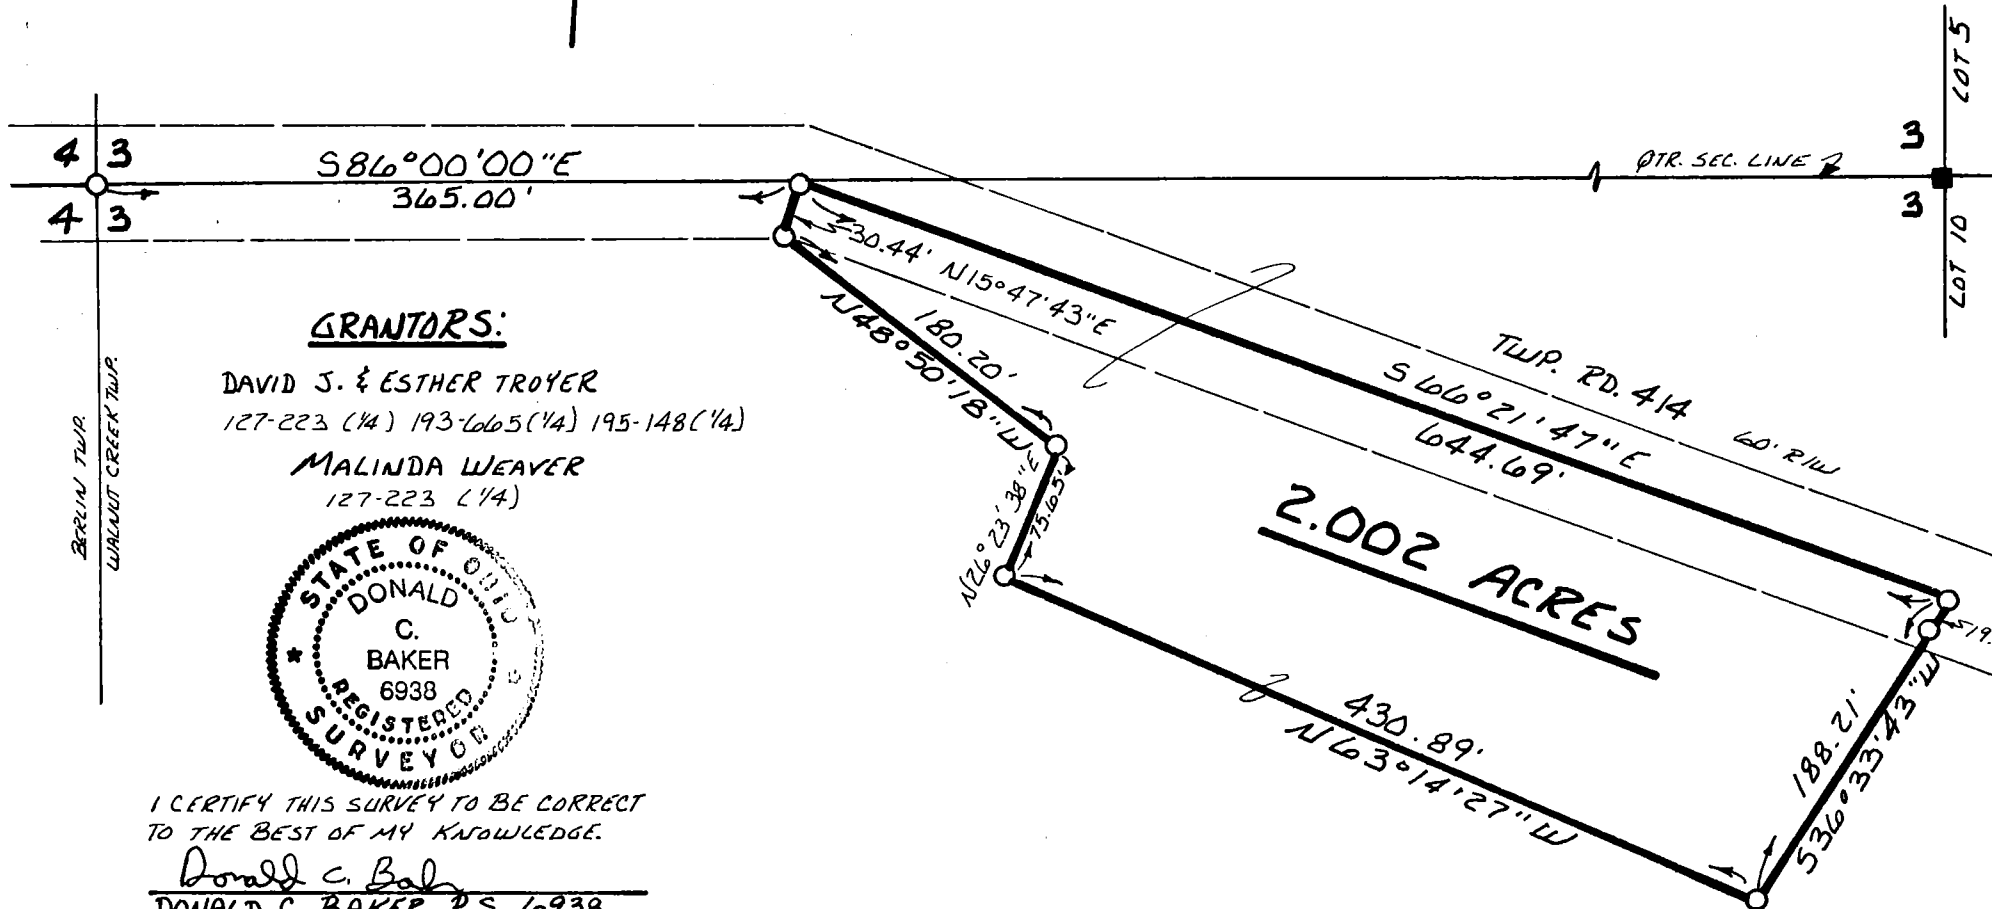 4 3
S86°00'00"E
365.00'
4 3
LOT 5
3
QTR. SEC. LINE
3
LOT 10
30.44' N15°47'43"E
180.20'
N48°50'18"W
N26°23'38"E
75.65'
TWP. RD. 414
60' R/W
S66°21'47"E
644.69'
2.002 ACRES
430.89'
N63°14'27"W
188.21'
S36°33'43"W
GRANTORS:
DAVID J. & ESTHER TROYER
127-223 (1/4) 193-665(1/4) 195-148(1/4)
MALINDA WEAVER
127-223 (1/4)
BERLIN TWP.
WALNUT CREEK TWP.
STATE OF OHIO
DONALD
C.
BAKER
6938
REGISTERED
SURVEYOR
I CERTIFY THIS SURVEY TO BE CORRECT
TO THE BEST OF MY KNOWLEDGE.
Donald C. Baker
DONALD C. BAKER P.S. 6938